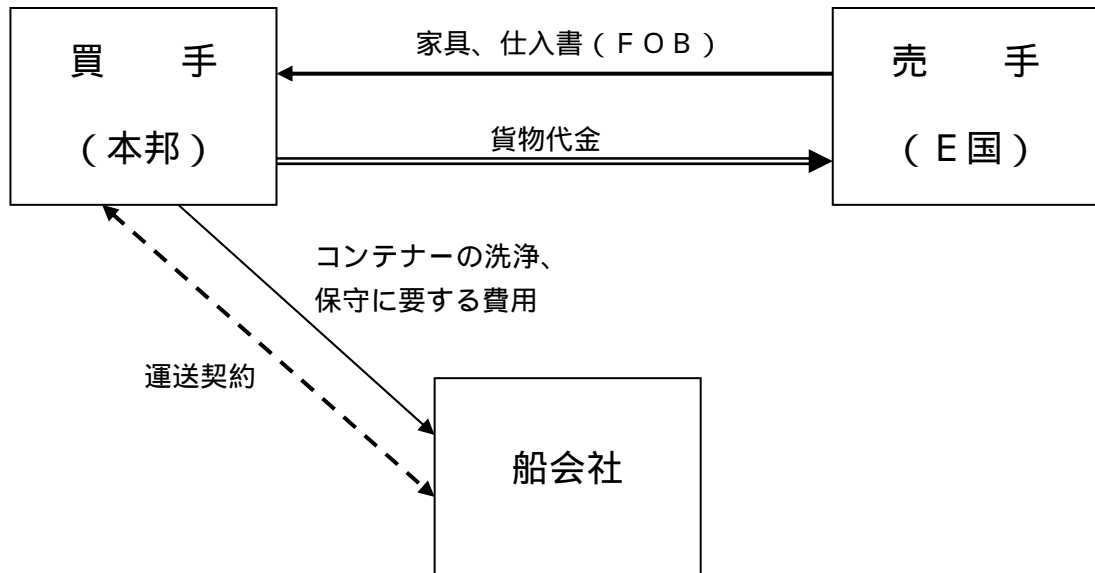 家具、仕入書(FOB)
買　　手
(本邦)
売　　手
(E国)
貨物代金
コンテナーの洗浄、
保守に要する費用
運送契約
船会社